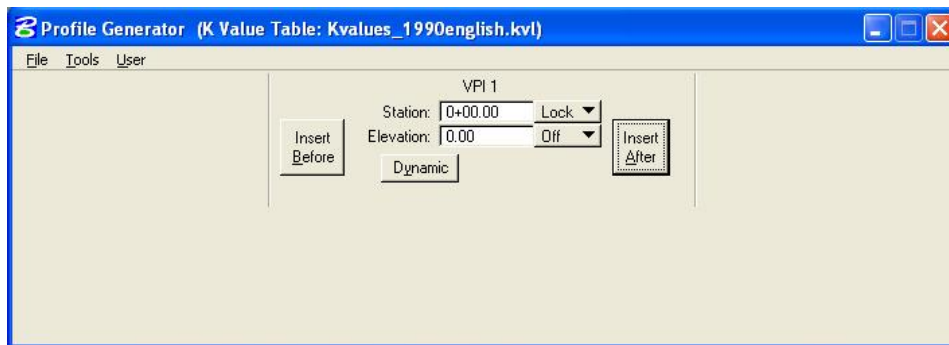 Profile Generator (K Value Table: Kvalues_1990english.kvl)
File Tools User
VPI 1
Station: 0+00.00 Lock
Elevation: 0.00 Off
Insert Before
Dynamic
Insert After